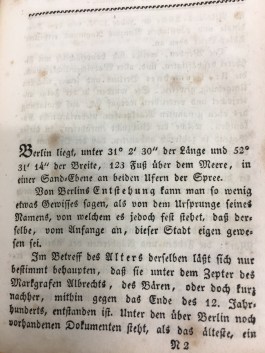 Berlin liegt, unter 31° 2′ 30″ der Länge und 52°
31′ 14″ der Breite, 123 Fuß über dem Meere, in
einer Sand-Ebene an beiden Ufern der Spree.
Von Berlins Entstehung kann man so wenig
etwas Gewisses sagen, als von dem Ursprunge seines
Namens, von welchem es jedoch fest stehet, daß der-
selbe, vom Anfange an, dieser Stadt eigen gewe-
sen sei.
Im Betreff des Alters derselben läßt sich nur
bestimmt behaupten, daß sie unter dem Zepter des
Markgrafen Albrechts, des Bären, oder doch kurz
nachher, mithin gegen das Ende des 12. Jahr-
hunderts, entstanden ist. Unter den über Berlin noch
vorhandenen Dokumenten steht, als das älteste, ein
N 2